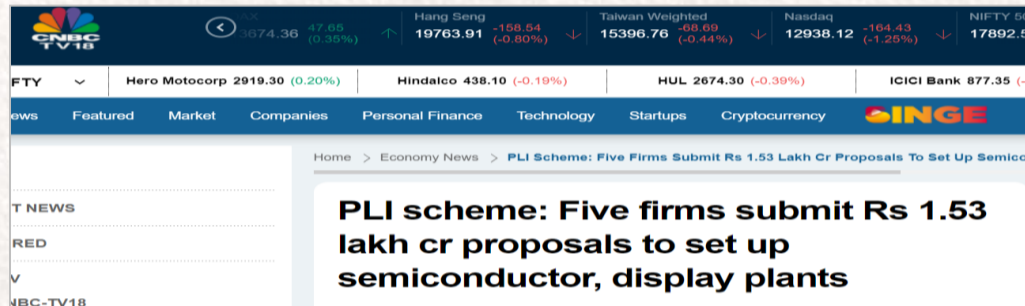 CNBC
TV18
3674.36 47.65 (0.35%)
Hang Seng
19763.91 -158.54 (-0.80%)
Taiwan Weighted
15396.76 -68.69 (-0.44%)
Nasdaq
12938.12 -164.43 (-1.25%)
NIFTY 50
17892.5
FTY
Hero Motocorp 2919.30 (0.20%)
Hindalco 438.10 (-0.19%)
HUL 2674.30 (-0.39%)
ICICI Bank 877.35 (-
ews Featured Market Companies Personal Finance Technology Startups Cryptocurrency BINGE
Home > Economy News > PLI Scheme: Five Firms Submit Rs 1.53 Lakh Cr Proposals To Set Up Semico
T NEWS
RED
V
NBC-TV18
PLI scheme: Five firms submit Rs 1.53
lakh cr proposals to set up
semiconductor, display plants